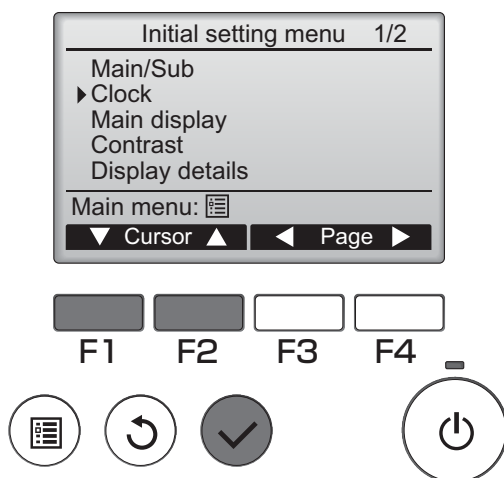 Initial setting menu 1/2
Main/Sub
Clock
Main display
Contrast
Display details
Main menu:
Cursor Page
F1 F2 F3 F4